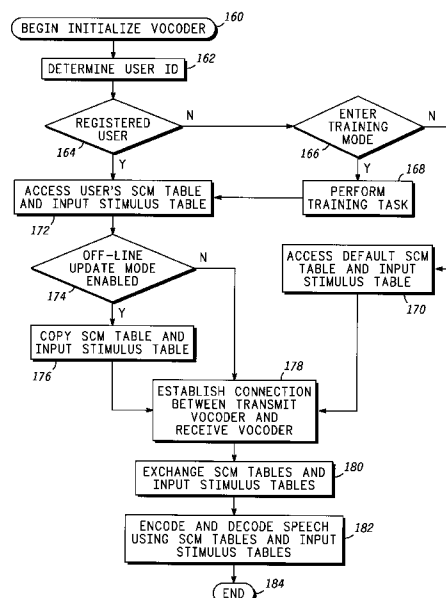 BEGIN INITIALIZE VOCODER
160
DETERMINE USER ID
162
REGISTERED
USER
164
N
Y
ENTER
TRAINING
MODE
166
N
Y
168
PERFORM
TRAINING TASK
ACCESS USER'S SCM TABLE
AND INPUT STIMULUS TABLE
172
OFF-LINE
UPDATE MODE
ENABLED
174
N
Y
ACCESS DEFAULT SCM
TABLE AND INPUT
STIMULUS TABLE
170
COPY SCM TABLE AND
INPUT STIMULUS TABLE
176
178
ESTABLISH CONNECTION
BETWEEN TRANSMIT
VOCODER AND
RECEIVE VOCODER
EXCHANGE SCM TABLES AND
INPUT STIMULUS TABLES
180
ENCODE AND DECODE SPEECH
USING SCM TABLES AND INPUT
STIMULUS TABLES
182
END
184